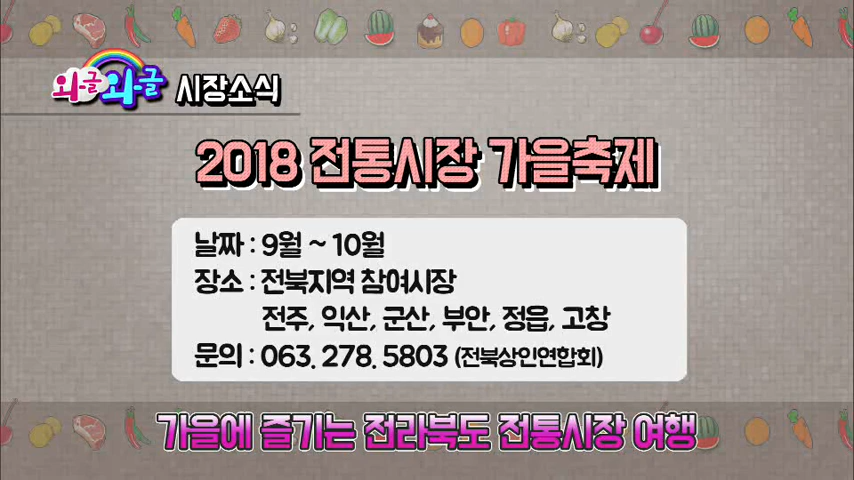 와글와글 시장소식
2018 전통시장 가을축제
날짜 : 9월 ~ 10월
장소 : 전북지역 참여시장
전주, 익산, 군산, 부안, 정읍, 고창
문의 : 063. 278. 5803 (전북상인연합회)
가을에 즐기는 전라북도 전통시장 여행